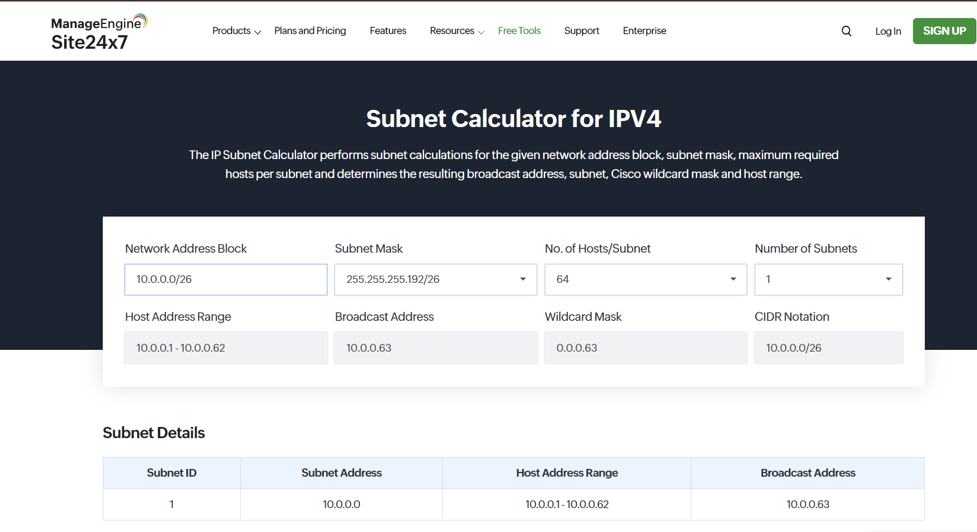 ManageEngine
Site24x7
Products
Plans and Pricing
Features
Resources
Free Tools
Support
Enterprise
Log In
SIGN UP
Subnet Calculator for IPV4
The IP Subnet Calculator performs subnet calculations for the given network address block, subnet mask, maximum required
hosts per subnet and determines the resulting broadcast address, subnet, Cisco wildcard mask and host range.
Network Address Block Subnet Mask No. of Hosts/Subnet Number of Subnets
10.0.0.0/26 255.255.255.192/26 64 1
Host Address Range Broadcast Address Wildcard Mask CIDR Notation
10.0.0.1 - 10.0.0.62 10.0.0.63 0.0.0.63 10.0.0.0/26
Subnet Details
Subnet ID Subnet Address Host Address Range Broadcast Address
1 10.0.0.0 10.0.0.1 - 10.0.0.62 10.0.0.63